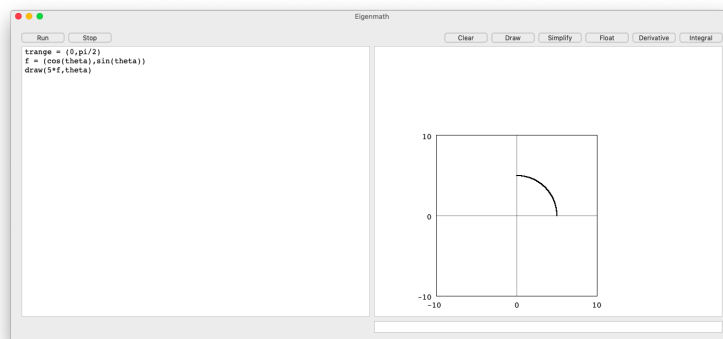 Eigenmath
Run Stop Clear Draw Simplify Float Derivative Integral
trange = (0,pi/2)
f = (cos(theta),sin(theta))
draw(5*f,theta)
10
0
-10
-10 0 10